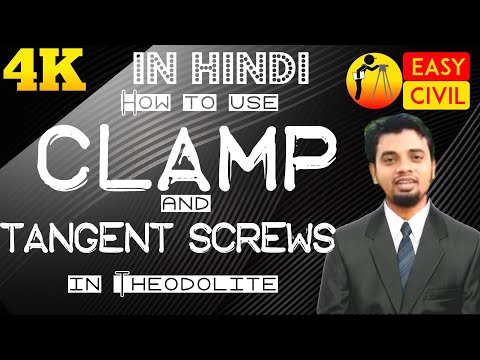 4K
IN HINDI
HOW TO USE
CLAMP
AND
TANGENT SCREWS
IN THEODOLITE
EASY
CIVIL